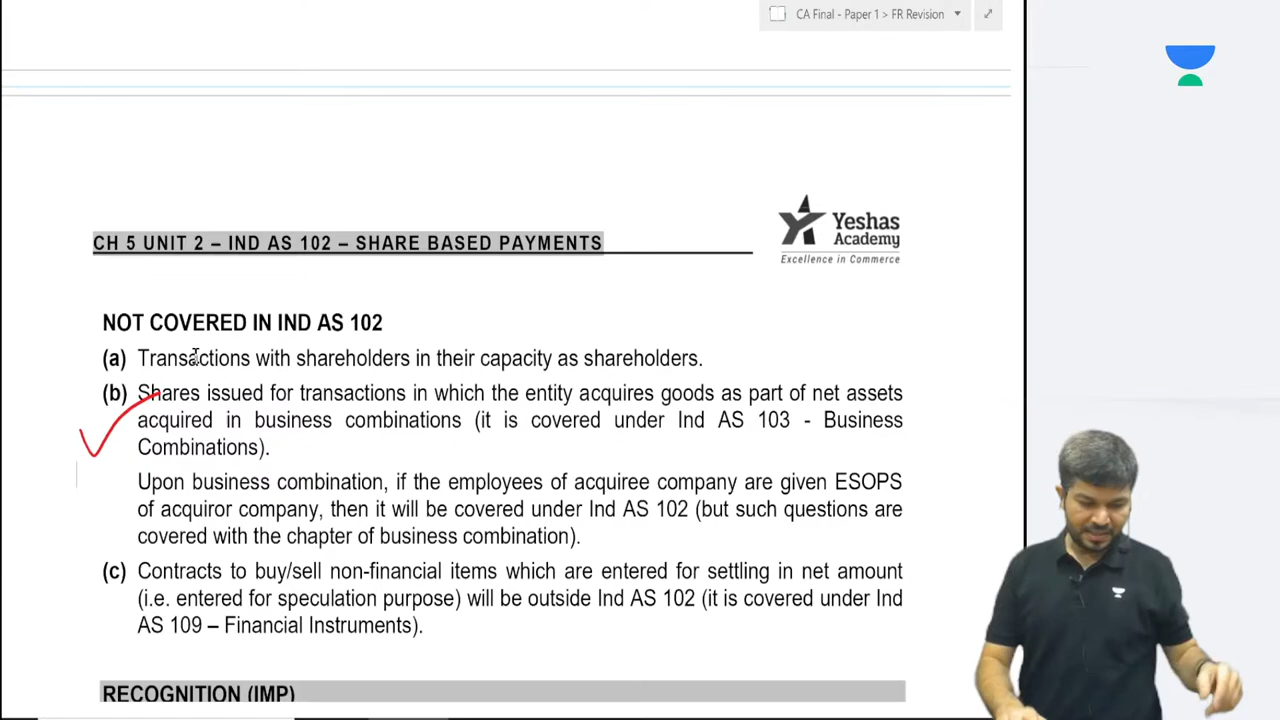 CA Final - Paper 1 > FR Revision
Yeshas
Academy
Excellence in Commerce
CH 5 UNIT 2 – IND AS 102 – SHARE BASED PAYMENTS
NOT COVERED IN IND AS 102
(a) Transactions with shareholders in their capacity as shareholders.
(b) Shares issued for transactions in which the entity acquires goods as part of net assets
acquired in business combinations (it is covered under Ind AS 103 - Business
Combinations).
Upon business combination, if the employees of acquiree company are given ESOPS
of acquiror company, then it will be covered under Ind AS 102 (but such questions are
covered with the chapter of business combination).
(c) Contracts to buy/sell non-financial items which are entered for settling in net amount
(i.e. entered for speculation purpose) will be outside Ind AS 102 (it is covered under Ind
AS 109 – Financial Instruments).
RECOGNITION (IMP)